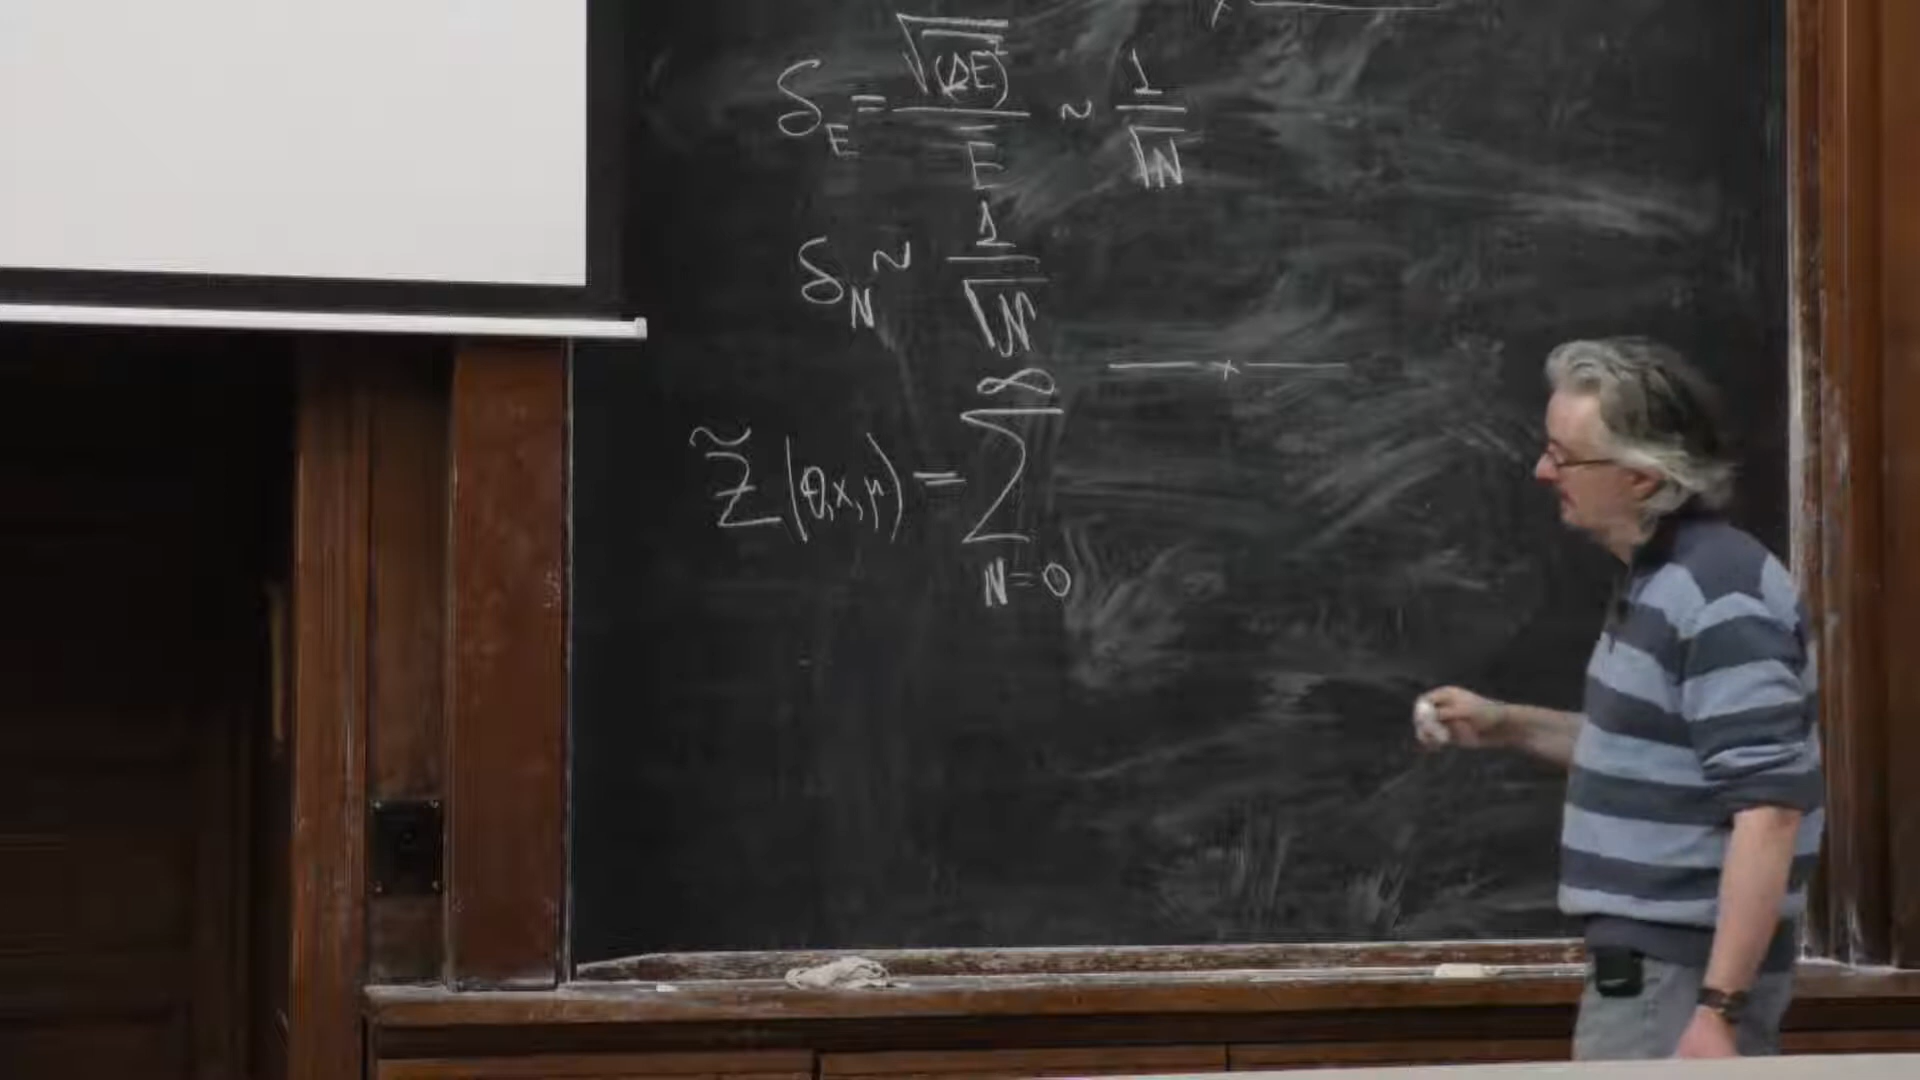 δ_E = √(ΔE)² / E̅ ~ 1/√N
δ_N ~ 1/√N
Z̃(θ,x,μ) = ∑_{N=0}^{∞}